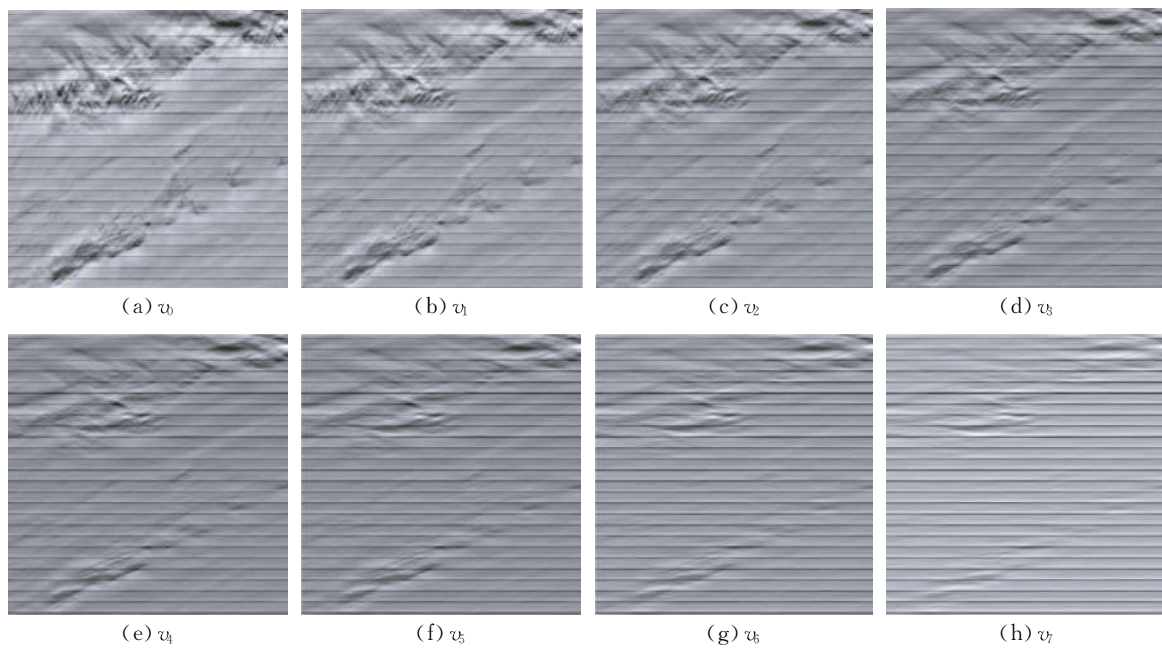 (a) v₀ (b) v₁ (c) v₂ (d) v₃
(e) v₄ (f) v₅ (g) v₆ (h) v₇